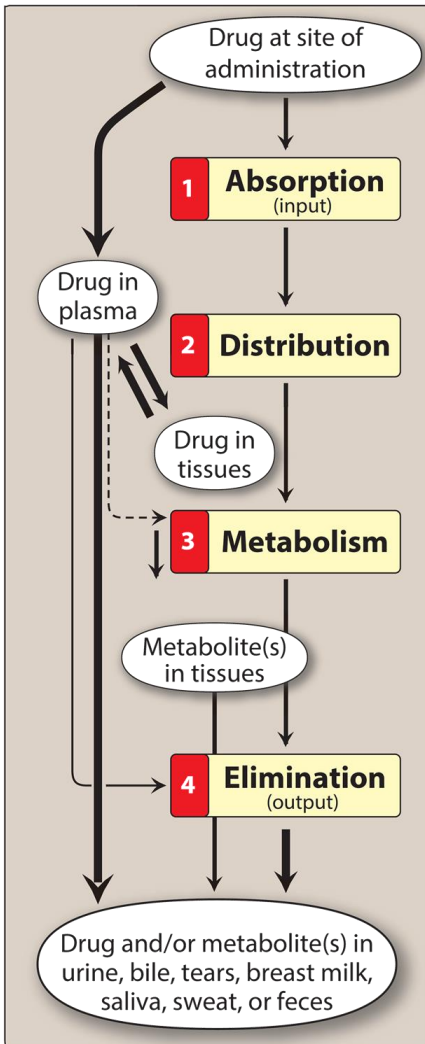 Drug at site of
administration
1 Absorption
(input)
Drug in
plasma
2 Distribution
Drug in
tissues
3 Metabolism
Metabolite(s)
in tissues
4 Elimination
(output)
Drug and/or metabolite(s) in
urine, bile, tears, breast milk,
saliva, sweat, or feces